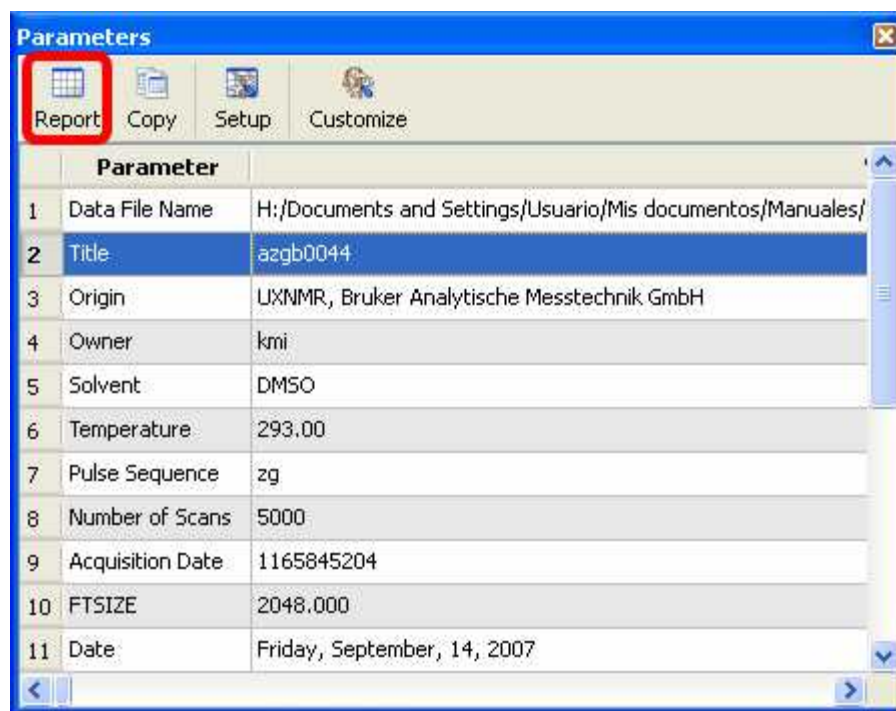 Parameters
Report Copy Setup Customize
Parameter
1 Data File Name H:/Documents and Settings/Usuario/Mis documentos/Manuales/
2 Title azgb0044
3 Origin UXNMR, Bruker Analytische Messtechnik GmbH
4 Owner kmi
5 Solvent DMSO
6 Temperature 293.00
7 Pulse Sequence zg
8 Number of Scans 5000
9 Acquisition Date 1165845204
10 FTSIZE 2048.000
11 Date Friday, September, 14, 2007